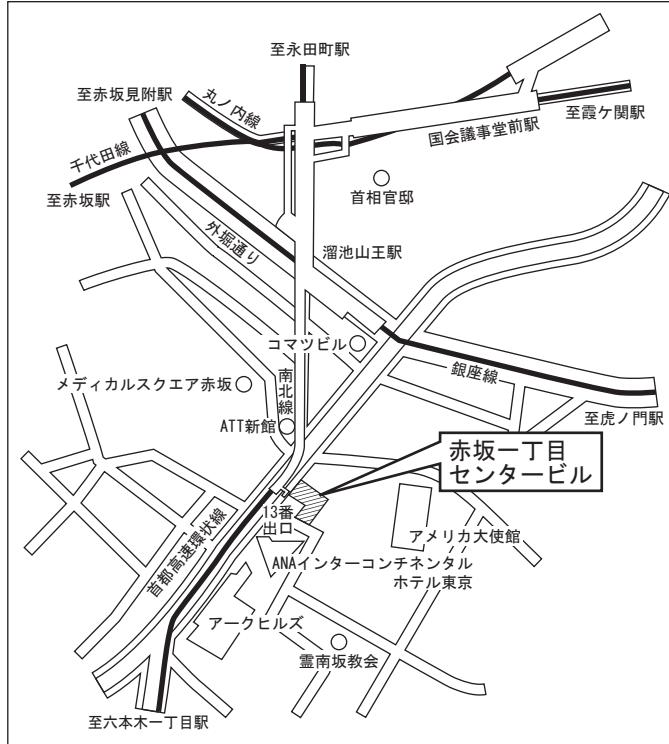 至永田町駅
至赤坂見附駅
丸ノ内線
至霞ケ関駅
国会議事堂前駅
千代田線
至赤坂駅
首相官邸
外堀通り
溜池山王駅
コマツビル
銀座線
メディカルスクエア赤坂
南北線
ATT新館
至虎ノ門駅
赤坂一丁目
センタービル
13番
出口
アメリカ大使館
首都高速環状線
ANAインターコンチネンタル
ホテル東京
アークヒルズ
霊南坂教会
至六本木一丁目駅